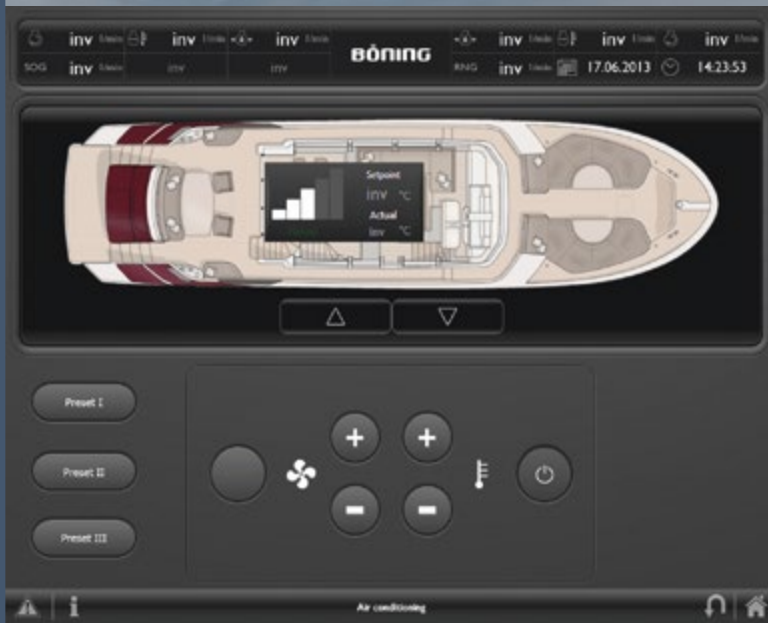 inv inv inv BÖNING inv inv inv
SOG inv inv inv RNG inv 17.06.2013 14:23:53
Setpoint
inv °C
Actual
inv °C
Preset I
Preset II
Preset III
Air conditioning